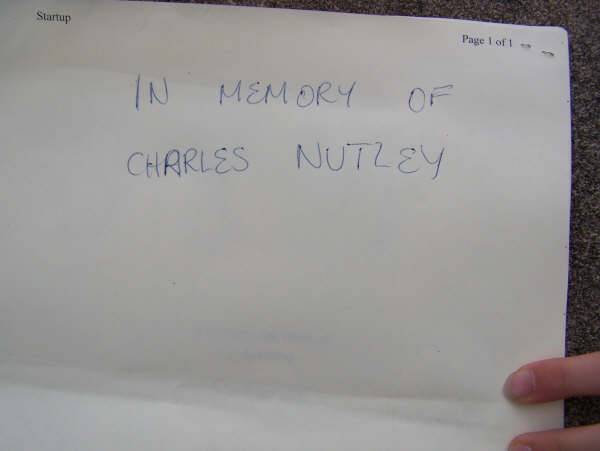 Startup
Page 1 of 1
IN MEMORY OF
CHARLES NUTLEY